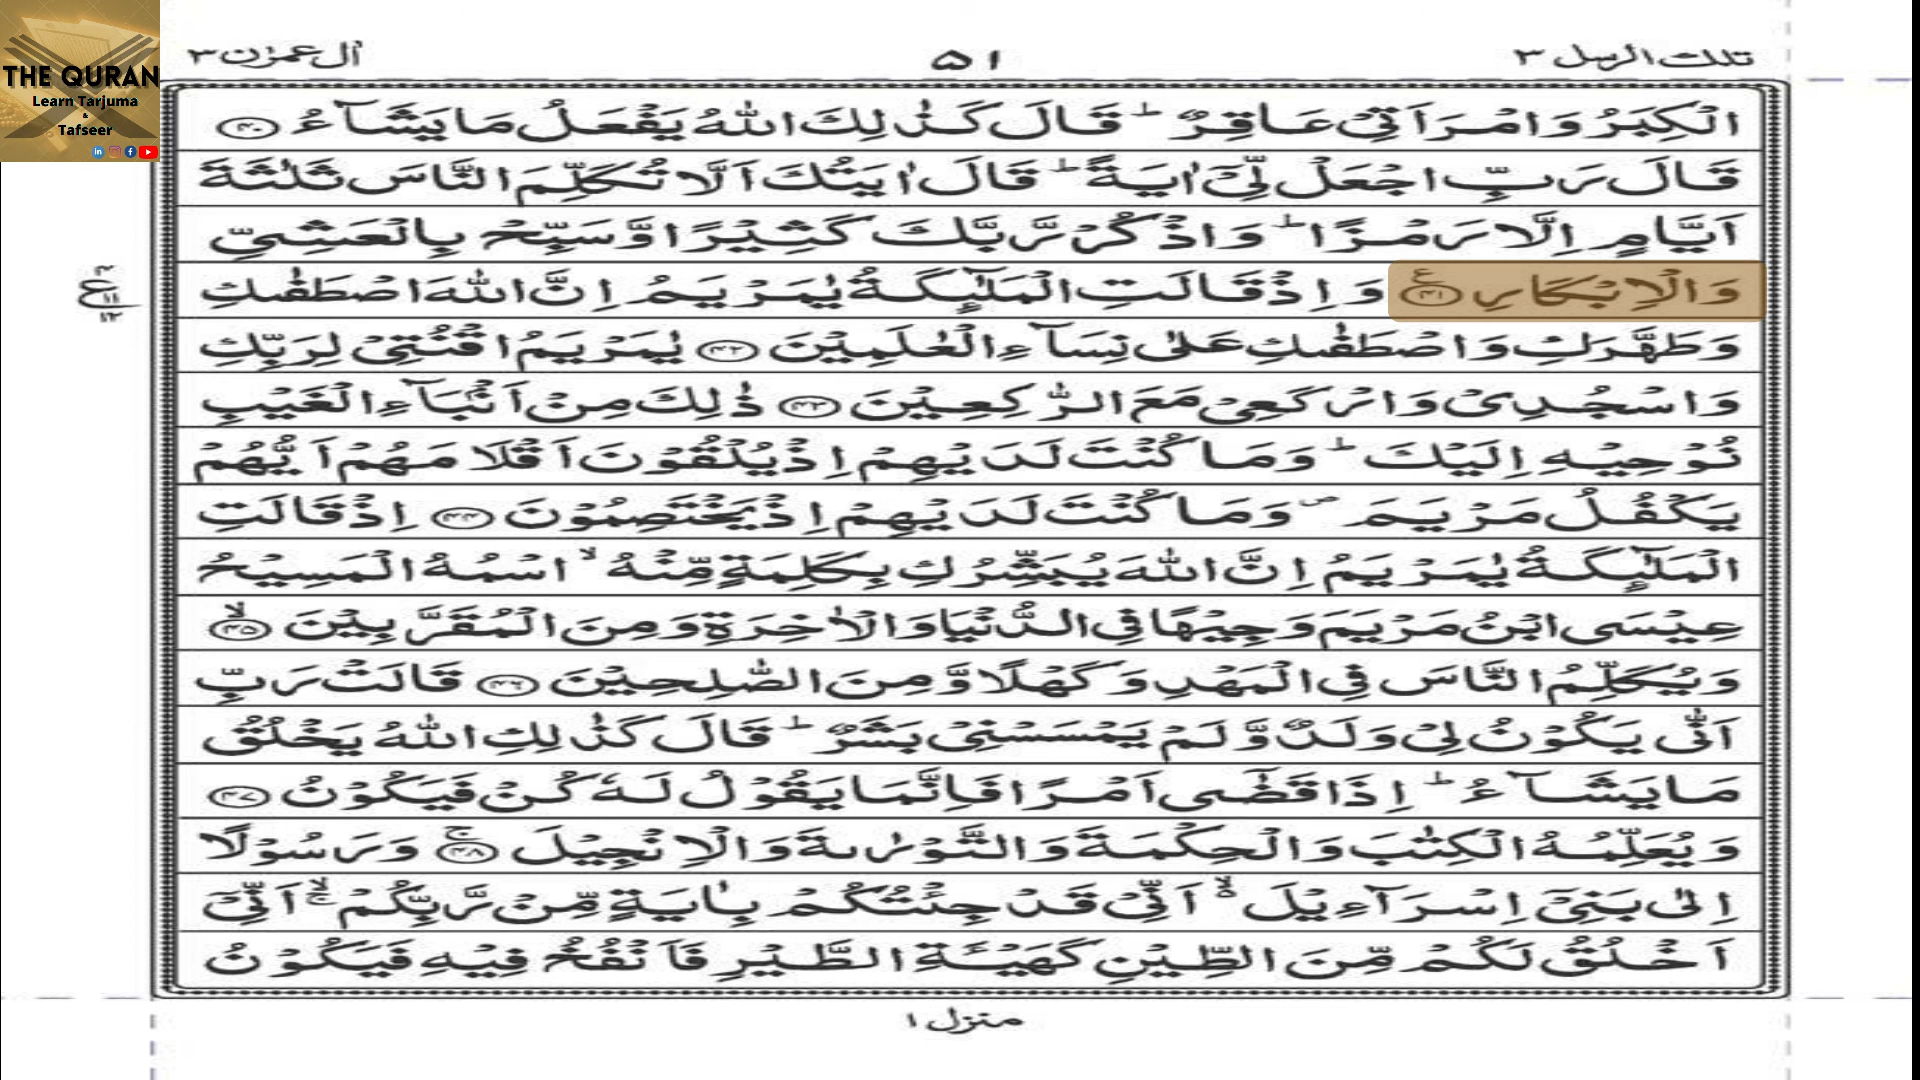 THE QURAN
Learn Tarjuma
&
Tafseer
in
تلك الرسل ٣
٥١
اٰل عمرٰن ٣
الْكِبَرُ وَامْرَاَتِيْ عَاقِرٌ ؕ قَالَ كَذٰلِكَ اللّٰهُ يَفْعَلُ مَا يَشَآءُ ﴿۴۰﴾
قَالَ رَبِّ اجْعَلْ لِّيْۤ اٰيَةً ؕ قَالَ اٰيَتُكَ اَلَّا تُكَلِّمَ النَّاسَ ثَلٰثَةَ
اَيَّامٍ اِلَّا رَمْزًا ؕ وَاذْكُرْ رَّبَّكَ كَثِيْرًا وَّسَبِّحْ بِالْعَشِيِّ
وَالْاِبْكَارِ ﴿۴۱﴾ ع وَاِذْ قَالَتِ الْمَلٰٓئِكَةُ يٰمَرْيَمُ اِنَّ اللّٰهَ اصْطَفٰىكِ
وَطَهَّرَكِ وَاصْطَفٰىكِ عَلٰى نِسَآءِ الْعٰلَمِيْنَ ﴿۴۲﴾ يٰمَرْيَمُ اقْنُتِيْ لِرَبِّكِ
وَاسْجُدِيْ وَارْكَعِيْ مَعَ الرّٰكِعِيْنَ ﴿۴۳﴾ ذٰلِكَ مِنْ اَنْۢبَآءِ الْغَيْبِ
نُوْحِيْهِ اِلَيْكَ ؕ وَمَا كُنْتَ لَدَيْهِمْ اِذْ يُلْقُوْنَ اَقْلَامَهُمْ اَيُّهُمْ
يَكْفُلُ مَرْيَمَ ۪ وَمَا كُنْتَ لَدَيْهِمْ اِذْ يَخْتَصِمُوْنَ ﴿۴۴﴾ اِذْ قَالَتِ
الْمَلٰٓئِكَةُ يٰمَرْيَمُ اِنَّ اللّٰهَ يُبَشِّرُكِ بِكَلِمَةٍ مِّنْهُ ۙ اسْمُهُ الْمَسِيْحُ
عِيْسَى ابْنُ مَرْيَمَ وَجِيْهًا فِي الدُّنْيَا وَالْاٰخِرَةِ وَمِنَ الْمُقَرَّبِيْنَ ﴿۴۵﴾ۙ
وَيُكَلِّمُ النَّاسَ فِي الْمَهْدِ وَكَهْلًا وَّمِنَ الصّٰلِحِيْنَ ﴿۴۶﴾ قَالَتْ رَبِّ
اَنّٰى يَكُوْنُ لِيْ وَلَدٌ وَّلَمْ يَمْسَسْنِيْ بَشَرٌ ؕ قَالَ كَذٰلِكِ اللّٰهُ يَخْلُقُ
مَا يَشَآءُ ؕ اِذَا قَضٰۤى اَمْرًا فَاِنَّمَا يَقُوْلُ لَهٗ كُنْ فَيَكُوْنُ ﴿۴۷﴾
وَيُعَلِّمُهُ الْكِتٰبَ وَالْحِكْمَةَ وَالتَّوْرٰىةَ وَالْاِنْجِيْلَ ﴿۴۸﴾ۚ وَرَسُوْلًا
اِلٰى بَنِيْۤ اِسْرَآءِيْلَ ۙ۬ اَنِّيْ قَدْ جِئْتُكُمْ بِاٰيَةٍ مِّنْ رَّبِّكُمْ ۙۚ اَنِّيْۤ
اَخْلُقُ لَكُمْ مِّنَ الطِّيْنِ كَهَيْئَةِ الطَّيْرِ فَاَنْفُخُ فِيْهِ فَيَكُوْنُ
ع ۱۱ ۱۲
منزل ١